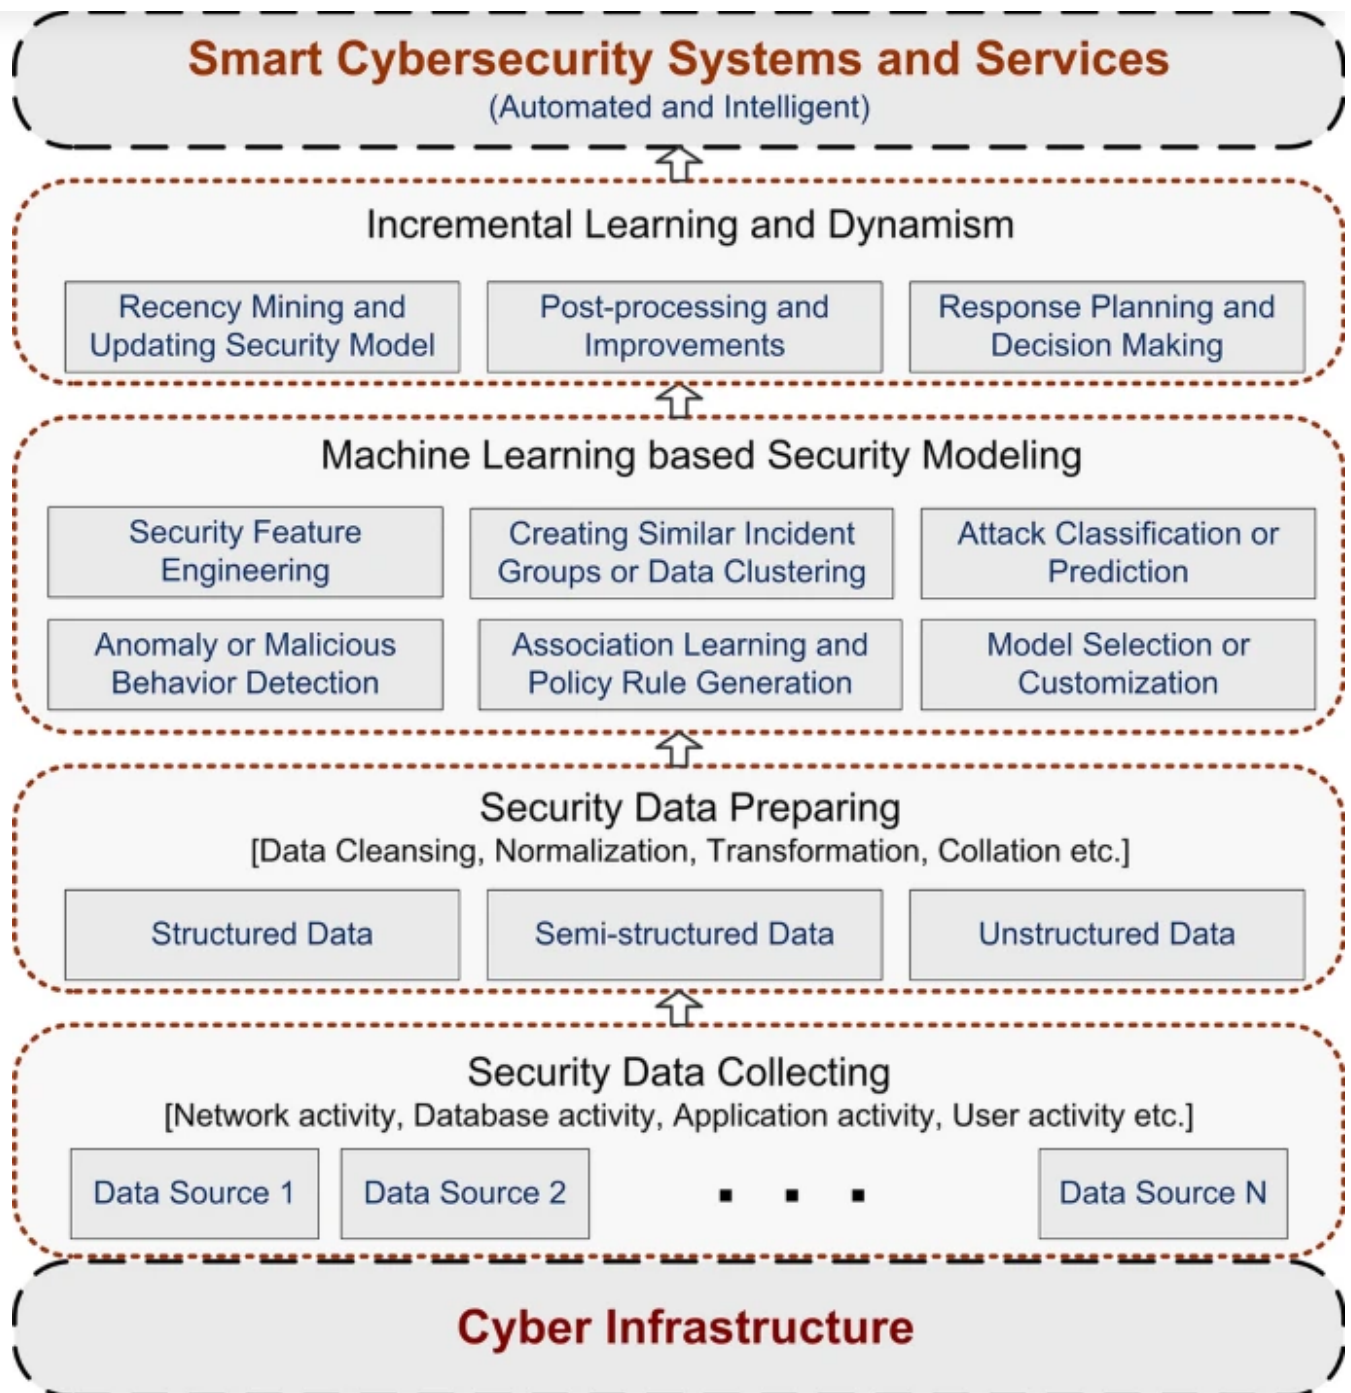 Smart Cybersecurity Systems and Services
(Automated and Intelligent)
Incremental Learning and Dynamism
Recency Mining and
Updating Security Model
Post-processing and
Improvements
Response Planning and
Decision Making
Machine Learning based Security Modeling
Security Feature
Engineering
Creating Similar Incident
Groups or Data Clustering
Attack Classification or
Prediction
Anomaly or Malicious
Behavior Detection
Association Learning and
Policy Rule Generation
Model Selection or
Customization
Security Data Preparing
[Data Cleansing, Normalization, Transformation, Collation etc.]
Structured Data
Semi-structured Data
Unstructured Data
Security Data Collecting
[Network activity, Database activity, Application activity, User activity etc.]
Data Source 1
Data Source 2
. . .
Data Source N
Cyber Infrastructure